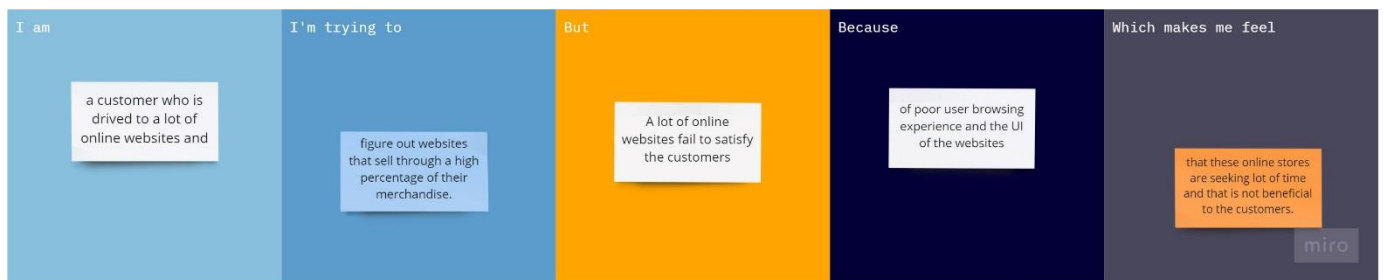 I am
a customer who is
drived to a lot of
online websites and
I'm trying to
figure out websites
that sell through a high
percentage of their
merchandise.
But
A lot of online
websites fail to satisfy
the customers
Because
of poor user browsing
experience and the UI
of the websites
Which makes me feel
that these online stores
are seeking lot of time
and that is not beneficial
to the customers.
miro